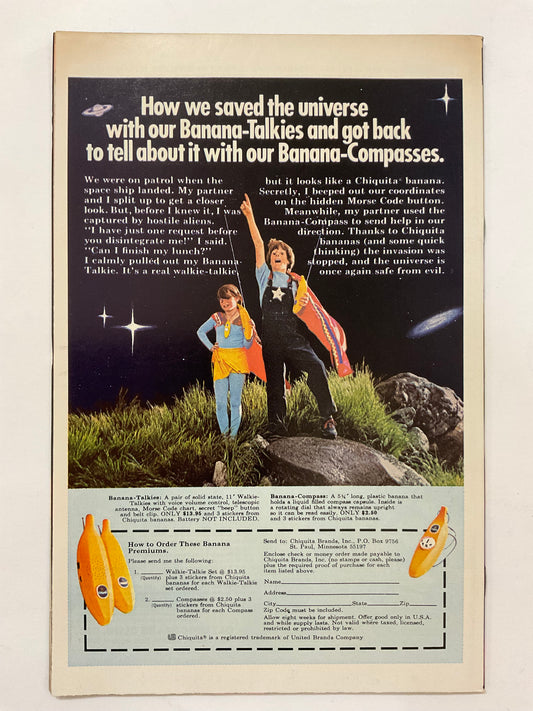 How we saved the universe
with our Banana-Talkies and got back
to tell about it with our Banana-Compasses.
We were on patrol when the
space ship landed. My partner
and I split up to get a closer
look. But, before I knew it, I was
captured by hostile aliens.
"I have just one request before
you disintegrate me!" I said.
"Can I finish my lunch?"
I calmly pulled out my Banana-
Talkie. It's a real walkie-talkie
but it looks like a Chiquita® banana.
Secretly, I beeped out our coordinates
on the hidden Morse Code button.
Meanwhile, my partner used the
Banana-Compass to send help in our
direction. Thanks to Chiquita
bananas (and some quick
thinking) the invasion was
stopped, and the universe is
once again safe from evil.
Banana-Talkies: A pair of solid state, 11" Walkie-
Talkies with voice volume control, telescopic
antenna, Morse Code chart, secret "beep" button
and belt clip. ONLY $13.95 and 3 stickers from
Chiquita bananas. Battery NOT INCLUDED.
Banana-Compass: A 5¾" long, plastic banana that
holds a liquid filled compass capsule. Inside is
a rotating dial that always remains upright
so it can be read easily. ONLY $2.50
and 3 stickers from Chiquita bananas.
How to Order These Banana
Premiums.
Please send me the following:
1. ______ Walkie-Talkie Set @ $13.95
(Quantity) plus 3 stickers from Chiquita
bananas for each Walkie-Talkie
set ordered.
2. ______ Compasses @ $2.50 plus 3
(Quantity) stickers from Chiquita
bananas for each Compass
ordered.
Send to: Chiquita Brands, Inc., P.O. Box 9756
St. Paul, Minnesota 55197
Enclose check or money order made payable to
Chiquita Brands, Inc. (no stamps or cash, please)
plus the required proof of purchase for each
item listed above.
Name
Address
City State Zip
Zip Code must be included.
Allow eight weeks for shipment. Offer good only in U.S.A.
and while supply lasts. Not valid where taxed, licensed,
restricted or prohibited by law.
Chiquita® is a registered trademark of United Brands Company